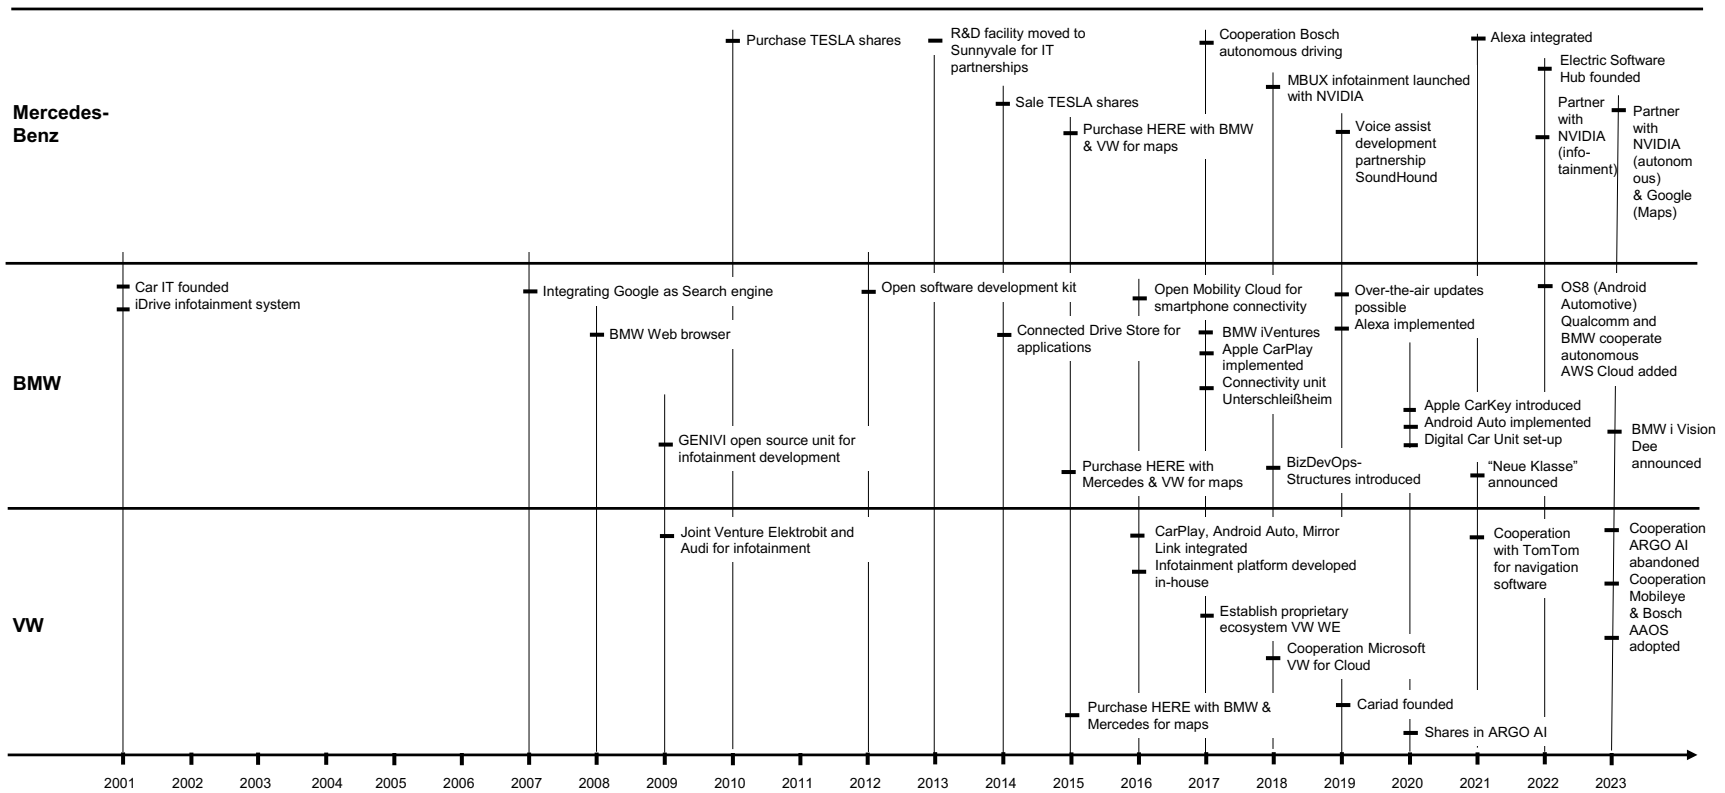 Mercedes-
Benz
Purchase TESLA shares
R&D facility moved to
Sunnyvale for IT
partnerships
Sale TESLA shares
Purchase HERE with BMW
& VW for maps
Cooperation Bosch
autonomous driving
MBUX infotainment launched
with NVIDIA
Voice assist
development
partnership
SoundHound
Alexa integrated
Electric Software
Hub founded
Partner
with
NVIDIA
(info-
tainment)
Partner
with
NVIDIA
(autonom
ous)
& Google
(Maps)
BMW
Car IT founded
iDrive infotainment system
Integrating Google as Search engine
BMW Web browser
GENIVI open source unit for
infotainment development
Open software development kit
Connected Drive Store for
applications
Purchase HERE with
Mercedes & VW for maps
Open Mobility Cloud for
smartphone connectivity
BMW iVentures
Apple CarPlay
implemented
Connectivity unit
Unterschleißheim
BizDevOps-
Structures introduced
Over-the-air updates
possible
Alexa implemented
Apple CarKey introduced
Android Auto implemented
Digital Car Unit set-up
“Neue Klasse”
announced
OS8 (Android
Automotive)
Qualcomm and
BMW cooperate
autonomous
AWS Cloud added
BMW i Vision
Dee
announced
VW
Joint Venture Elektrobit and
Audi for infotainment
Purchase HERE with BMW &
Mercedes for maps
CarPlay, Android Auto, Mirror
Link integrated
Infotainment platform developed
in-house
Establish proprietary
ecosystem VW WE
Cooperation Microsoft
VW for Cloud
Cariad founded
Shares in ARGO AI
Cooperation
with TomTom
for navigation
software
Cooperation
ARGO AI
abandoned
Cooperation
Mobileye
& Bosch
AAOS
adopted
2001 2002 2003 2004 2005 2006 2007 2008 2009 2010 2011 2012 2013 2014 2015 2016 2017 2018 2019 2020 2021 2022 2023